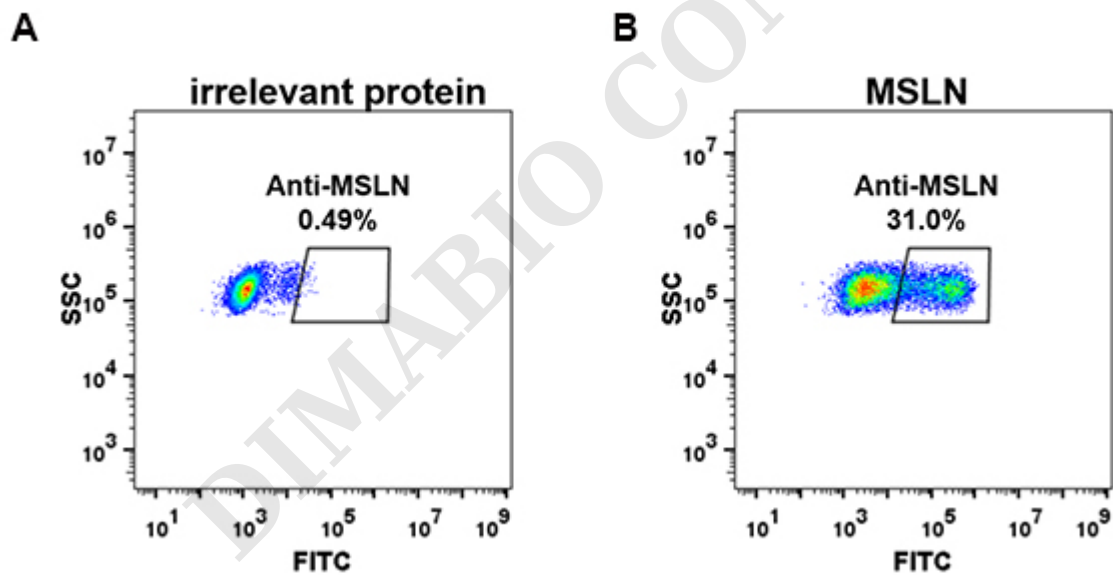 A
irrelevant protein
Anti-MSLN
0.49%
SSC
10^7
10^6
10^5
10^4
10^3
10^1 10^3 10^5 10^7 10^9
FITC
B
MSLN
Anti-MSLN
31.0%
SSC
10^7
10^6
10^5
10^4
10^3
10^1 10^3 10^5 10^7 10^9
FITC
DIMABIO